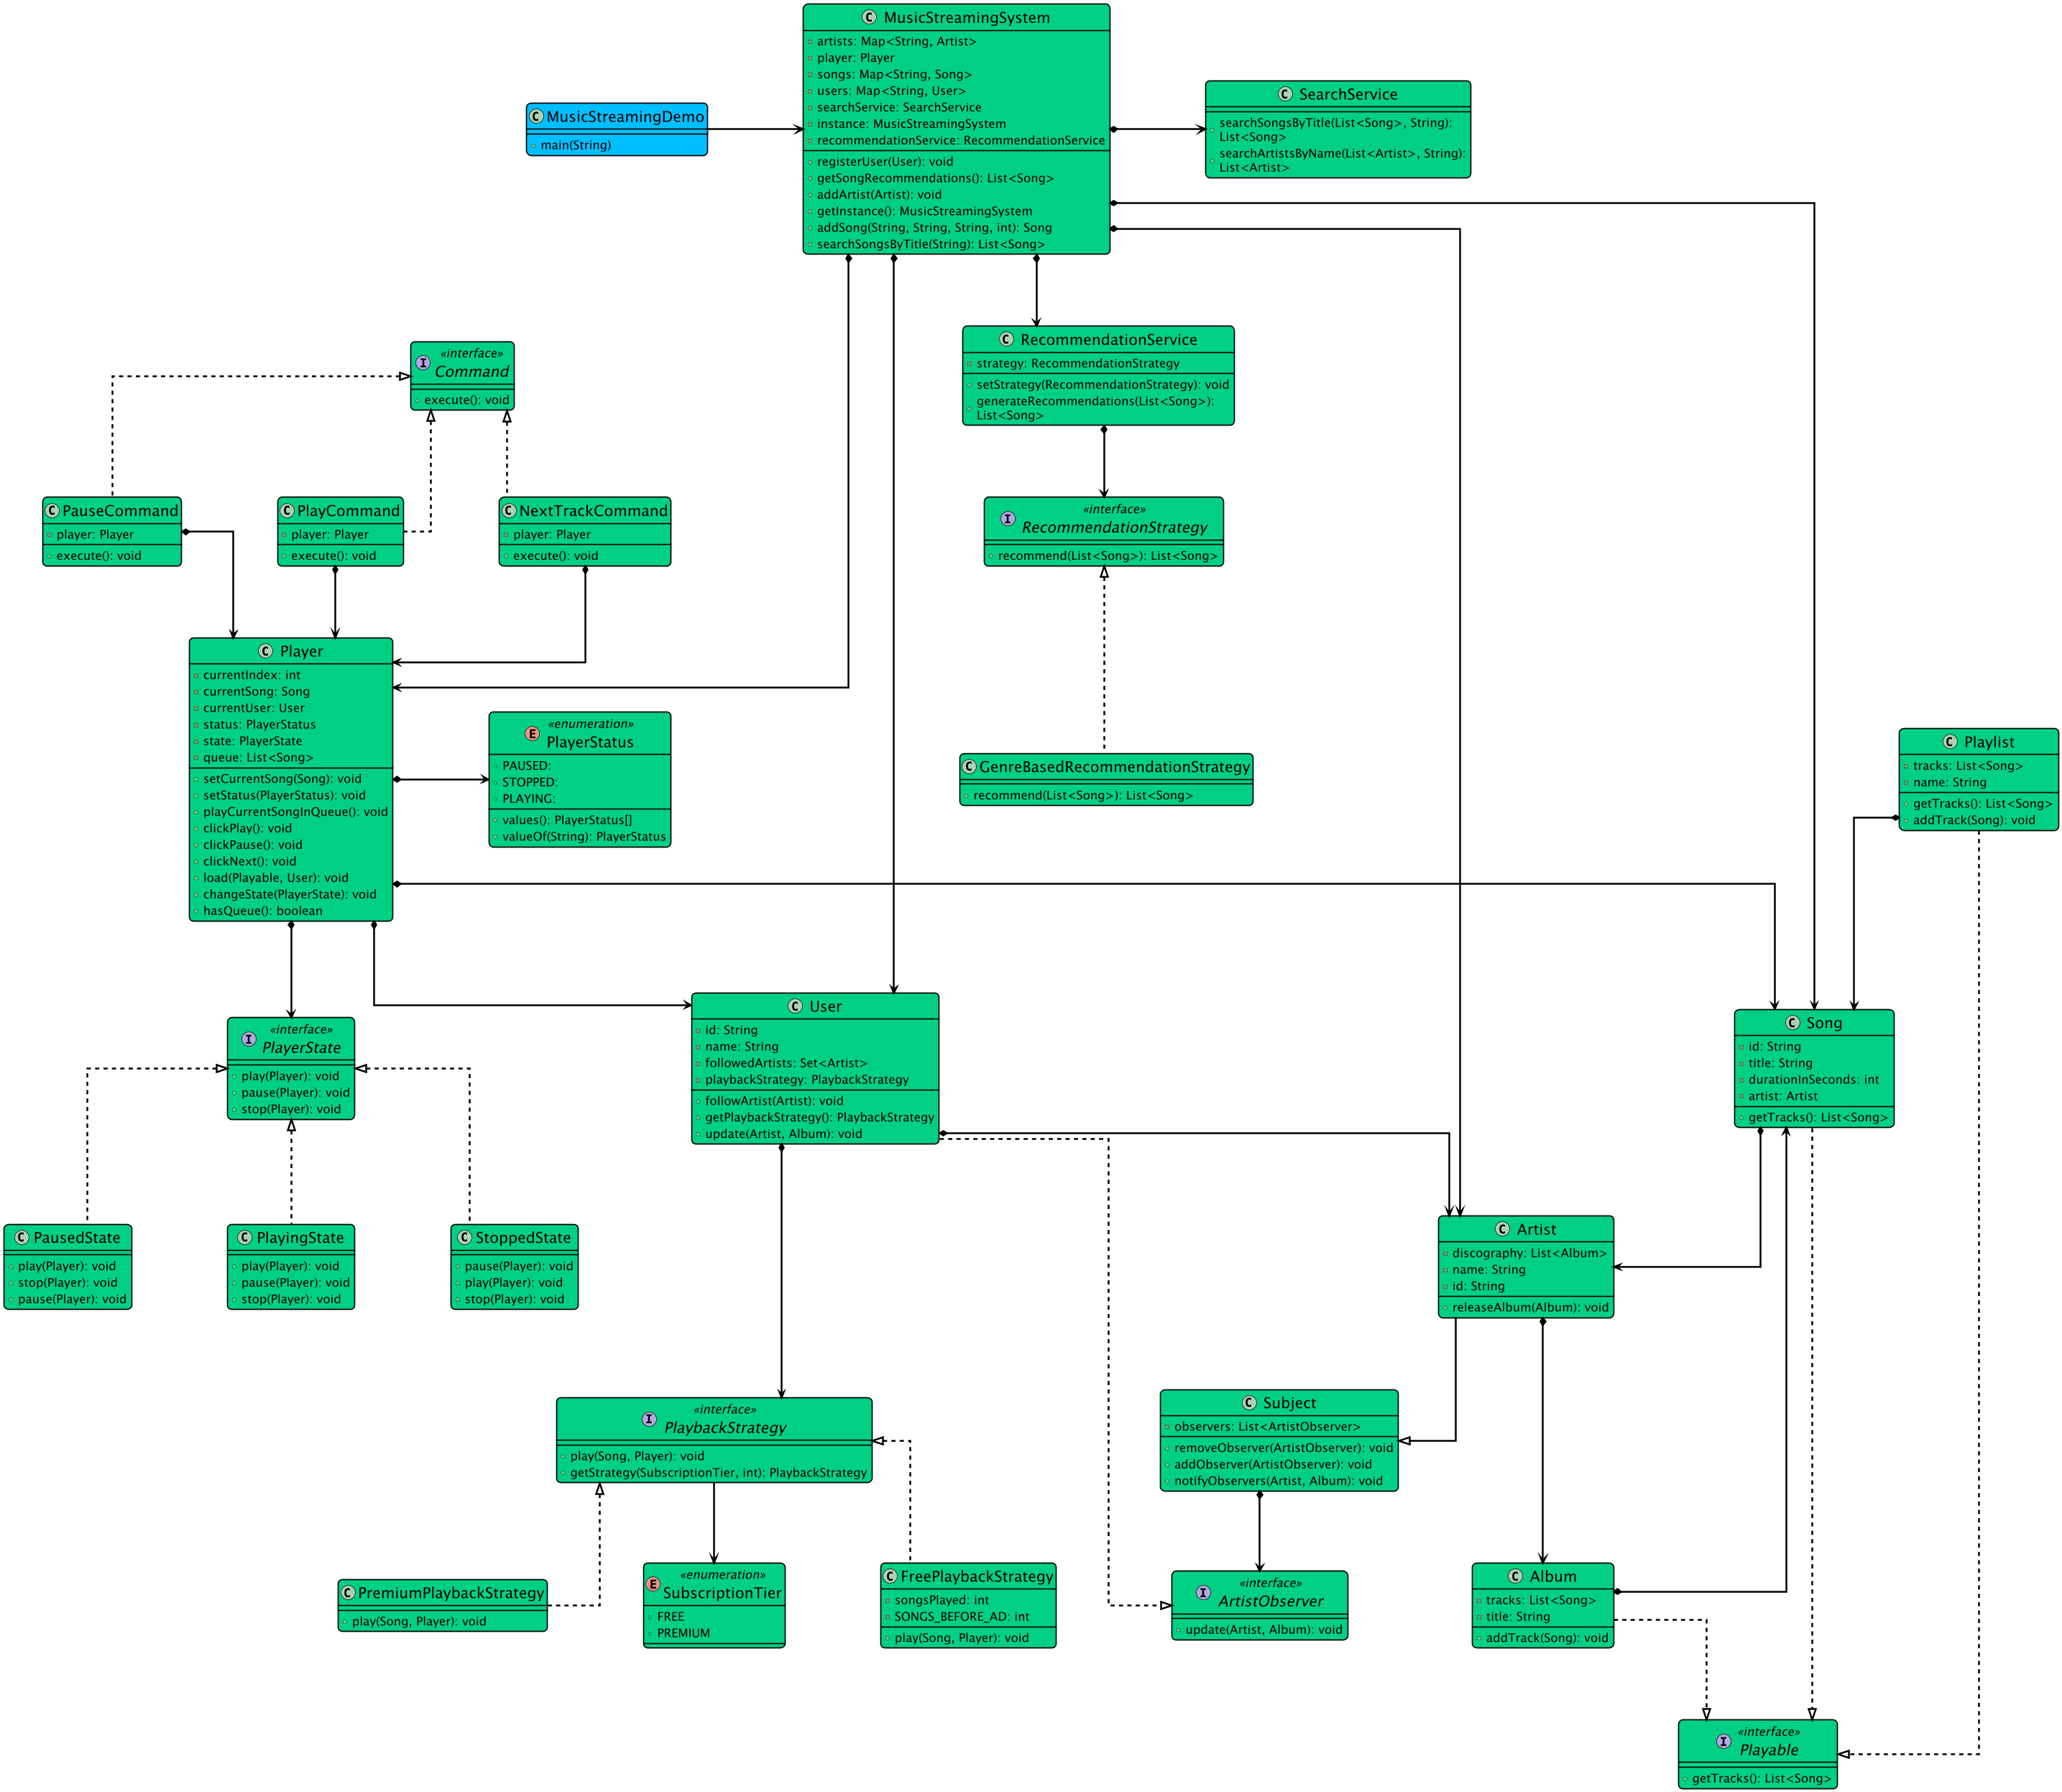 C MusicStreamingSystem
artists: Map<String, Artist>
player: Player
songs: Map<String, Song>
users: Map<String, User>
searchService: SearchService
instance: MusicStreamingSystem
recommendationService: RecommendationService
registerUser(User): void
getSongRecommendations(): List<Song>
addArtist(Artist): void
getInstance(): MusicStreamingSystem
addSong(String, String, String, int): Song
searchSongsByTitle(String): List<Song>
C MusicStreamingDemo
main(String)
C SearchService
searchSongsByTitle(List<Song>, String):
List<Song>
searchArtistsByName(List<Artist>, String):
List<Artist>
C RecommendationService
strategy: RecommendationStrategy
setStrategy(RecommendationStrategy): void
generateRecommendations(List<Song>):
List<Song>
«interface»
I Command
execute(): void
C PauseCommand
player: Player
execute(): void
C PlayCommand
player: Player
execute(): void
C NextTrackCommand
player: Player
execute(): void
«interface»
I RecommendationStrategy
recommend(List<Song>): List<Song>
C Player
currentIndex: int
currentSong: Song
currentUser: User
status: PlayerStatus
state: PlayerState
queue: List<Song>
setCurrentSong(Song): void
setStatus(PlayerStatus): void
playCurrentSongInQueue(): void
clickPlay(): void
clickPause(): void
clickNext(): void
load(Playable, User): void
changeState(PlayerState): void
hasQueue(): boolean
«enumeration»
E PlayerStatus
PAUSED:
STOPPED:
PLAYING:
values(): PlayerStatus[]
valueOf(String): PlayerStatus
C GenreBasedRecommendationStrategy
recommend(List<Song>): List<Song>
C Playlist
tracks: List<Song>
name: String
getTracks(): List<Song>
addTrack(Song): void
«interface»
I PlayerState
play(Player): void
pause(Player): void
stop(Player): void
C User
id: String
name: String
followedArtists: Set<Artist>
playbackStrategy: PlaybackStrategy
followArtist(Artist): void
getPlaybackStrategy(): PlaybackStrategy
update(Artist, Album): void
C Song
id: String
title: String
durationInSeconds: int
artist: Artist
getTracks(): List<Song>
C PausedState
play(Player): void
stop(Player): void
pause(Player): void
C PlayingState
play(Player): void
pause(Player): void
stop(Player): void
C StoppedState
pause(Player): void
play(Player): void
stop(Player): void
C Artist
discography: List<Album>
name: String
id: String
releaseAlbum(Album): void
«interface»
I PlaybackStrategy
play(Song, Player): void
getStrategy(SubscriptionTier, int): PlaybackStrategy
C Subject
observers: List<ArtistObserver>
removeObserver(ArtistObserver): void
addObserver(ArtistObserver): void
notifyObservers(Artist, Album): void
C PremiumPlaybackStrategy
play(Song, Player): void
«enumeration»
E SubscriptionTier
FREE
PREMIUM
C FreePlaybackStrategy
songsPlayed: int
SONGS_BEFORE_AD: int
play(Song, Player): void
«interface»
I ArtistObserver
update(Artist, Album): void
C Album
tracks: List<Song>
title: String
addTrack(Song): void
«interface»
I Playable
getTracks(): List<Song>